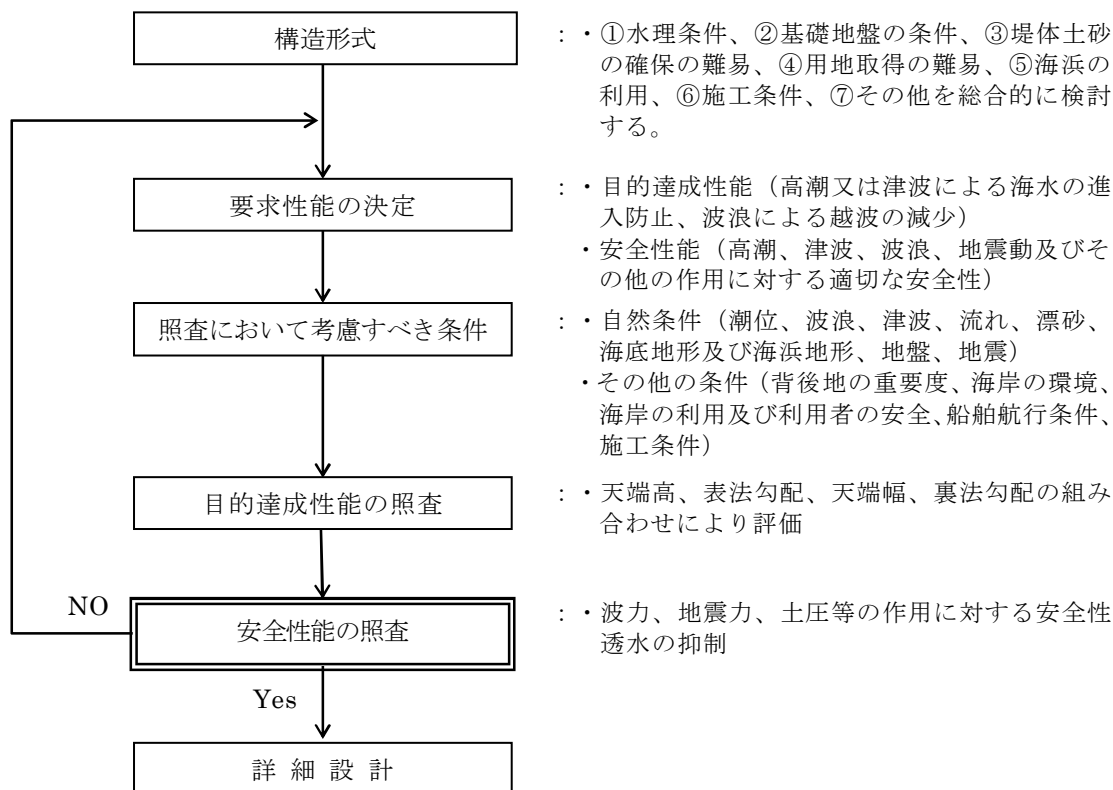 構造形式
：・①水理条件、②基礎地盤の条件、③堤体土砂
の確保の難易、④用地取得の難易、⑤海浜の
利用、⑥施工条件、⑦その他を総合的に検討
する。
要求性能の決定
：・目的達成性能（高潮又は津波による海水の進
入防止、波浪による越波の減少）
・安全性能（高潮、津波、波浪、地震動及びそ
の他の作用に対する適切な安全性）
照査において考慮すべき条件
：・自然条件（潮位、波浪、津波、流れ、漂砂、
海底地形及び海浜地形、地盤、地震）
・その他の条件（背後地の重要度、海岸の環境、
海岸の利用及び利用者の安全、船舶航行条件、
施工条件）
目的達成性能の照査
：・天端高、表法勾配、天端幅、裏法勾配の組み
合わせにより評価
NO
安全性能の照査
：・波力、地震力、土圧等の作用に対する安全性
透水の抑制
Yes
詳 細 設 計